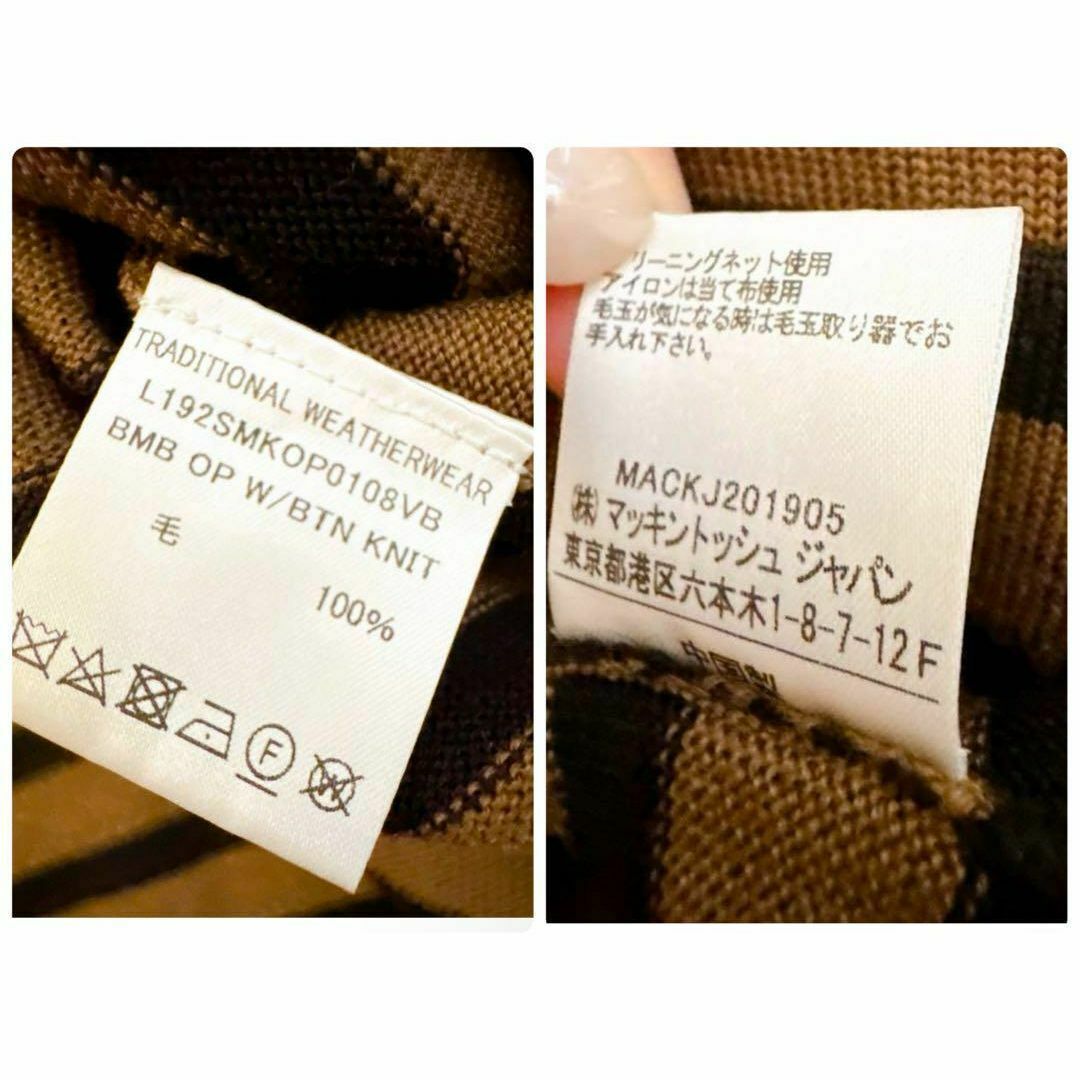 TRADITIONAL WEATHERWEAR
L192SMKOP0108VB
BMB OP W/BTN KNIT
毛
100%
F
W
リーニングネット使用
アイロンは当て布使用
毛玉が気になる時は毛玉取り器でお
手入れ下さい。
MACKJ201905
(株)マッキントッシュ ジャパン
東京都港区六本木1-8-7-12F
中国製